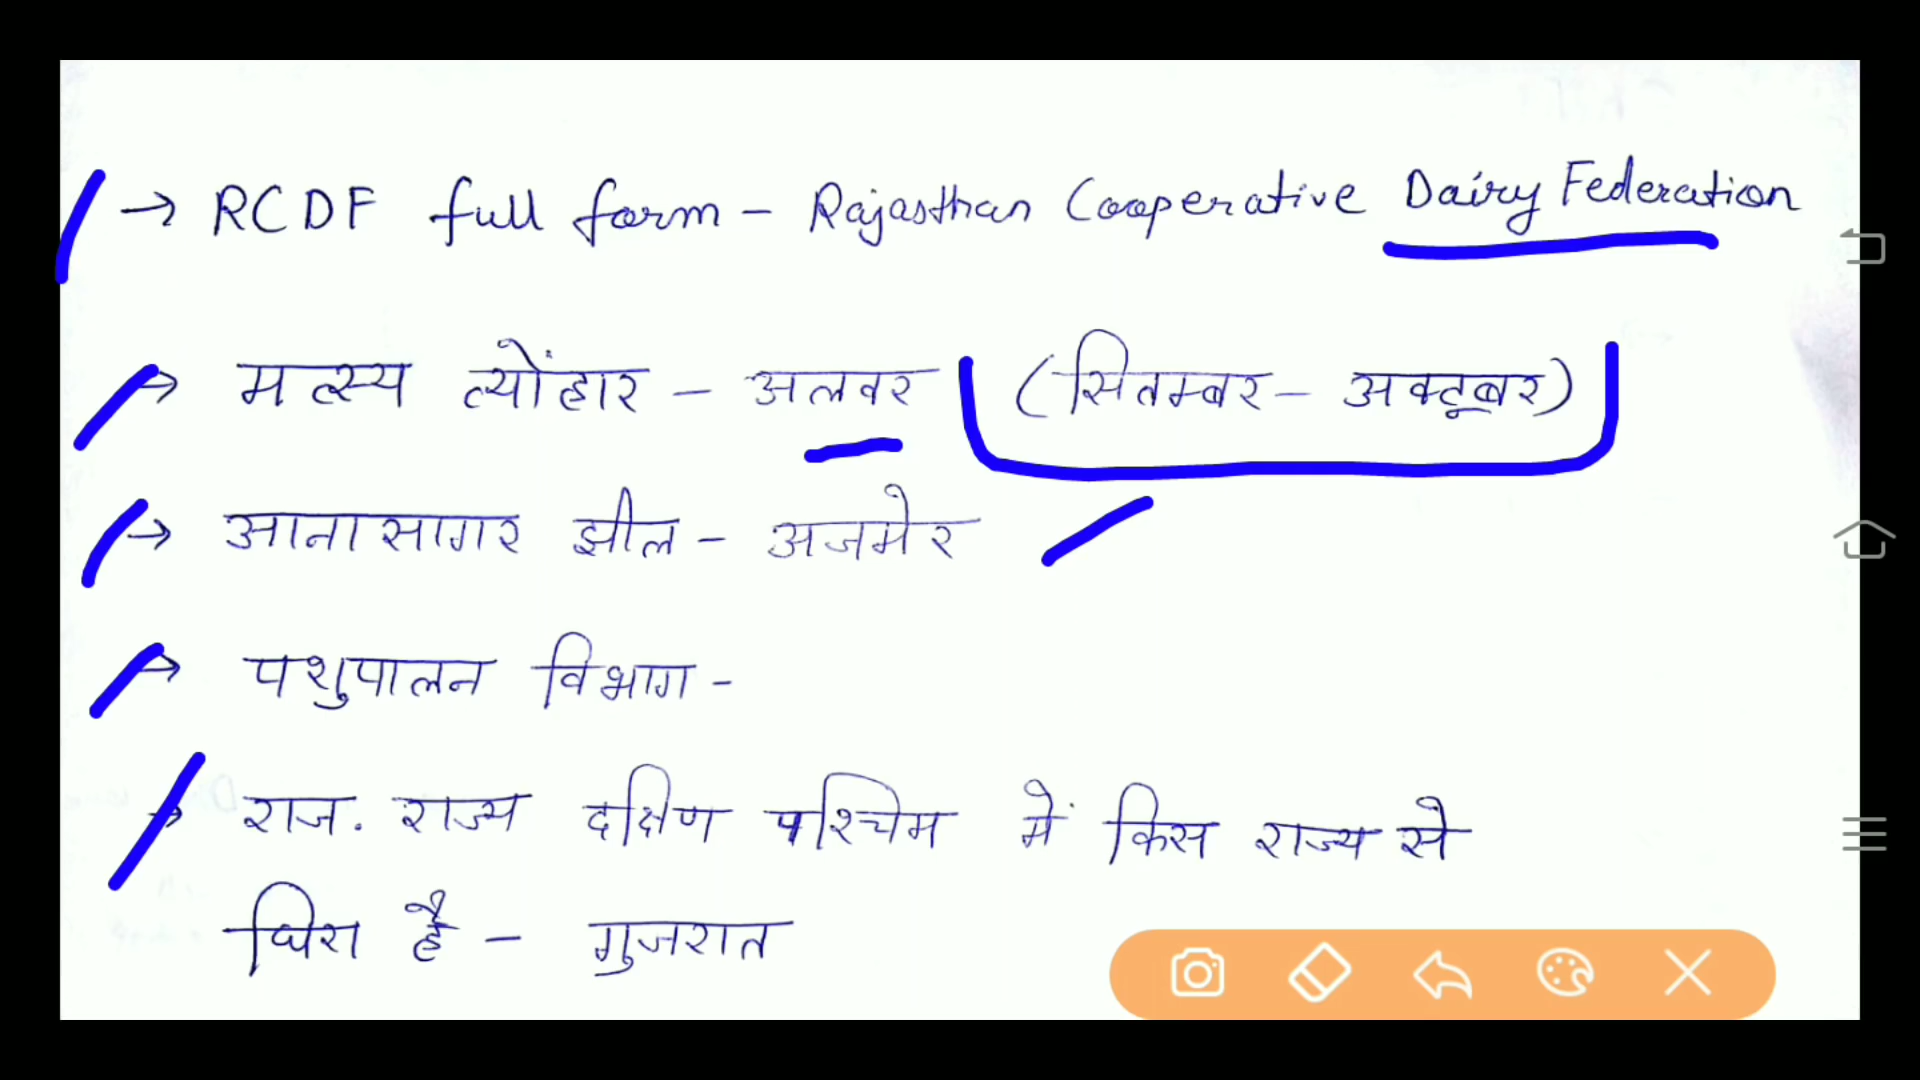 → RCDF full form - Rajasthan Cooperative Dairy Federation
→ मत्स्य त्योंहार - अलवर (सितम्बर - अक्टूबर)
→ आनासागर झील - अजमेर
→ पशुपालन विभाग -
→ राज. राज्य दक्षिण पश्चिम में किस राज्य से
घिरा है - गुजरात